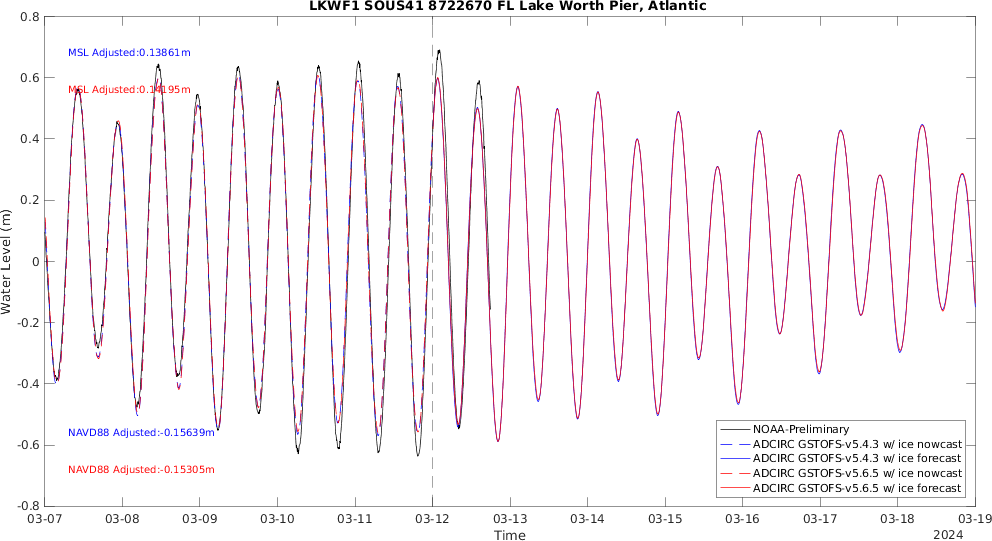 LKWF1 SOUS41 8722670 FL Lake Worth Pier, Atlantic
0.8
0.6
0.4
0.2
0
-0.2
-0.4
-0.6
-0.8
Water Level (m)
MSL Adjusted:0.13861m
MSL Adjusted:0.14195m
NAVD88 Adjusted:-0.15639m
NAVD88 Adjusted:-0.15305m
NOAA-Preliminary
ADCIRC GSTOFS-v5.4.3 w/ ice nowcast
ADCIRC GSTOFS-v5.4.3 w/ ice forecast
ADCIRC GSTOFS-v5.6.5 w/ ice nowcast
ADCIRC GSTOFS-v5.6.5 w/ ice forecast
03-07 03-08 03-09 03-10 03-11 03-12 03-13 03-14 03-15 03-16 03-17 03-18 03-19
Time
2024